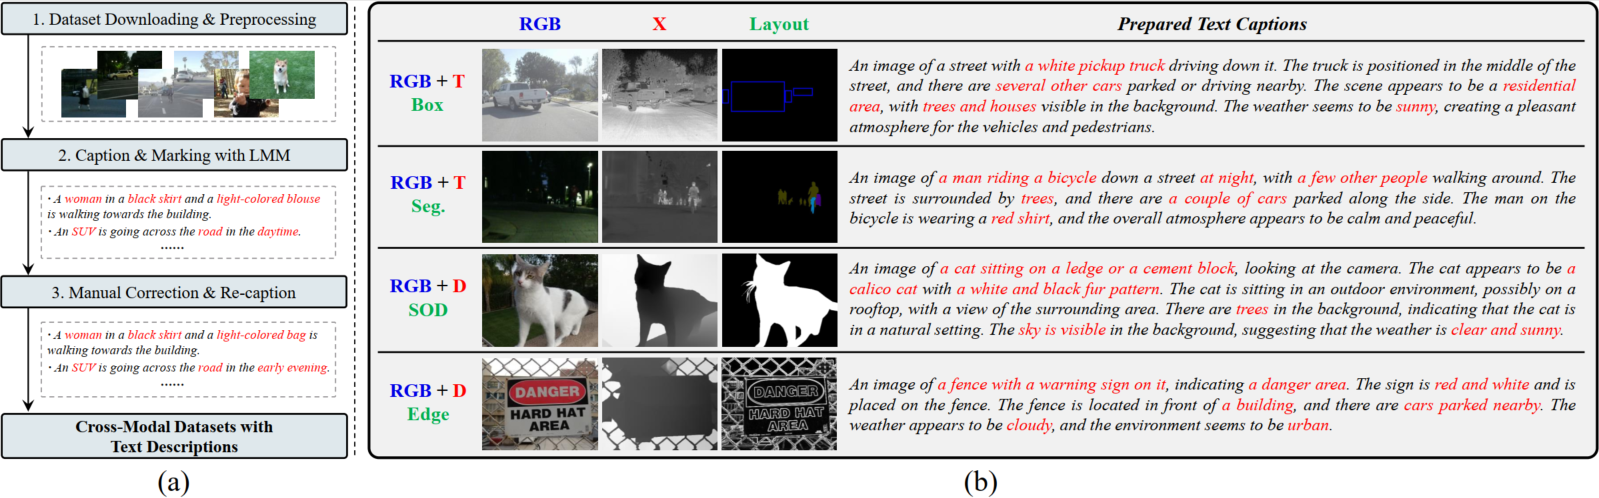 1. Dataset Downloading & Preprocessing
2. Caption & Marking with LMM
· A woman in a black skirt and a light-colored blouse
is walking towards the building.
· An SUV is going across the road in the daytime.
......
3. Manual Correction & Re-caption
· A woman in a black skirt and a light-colored bag is
walking towards the building.
· An SUV is going across the road in the early evening.
......
Cross-Modal Datasets with
Text Descriptions
(a)
RGB X Layout Prepared Text Captions
RGB + T
Box
An image of a street with a white pickup truck driving down it. The truck is positioned in the middle of the
street, and there are several other cars parked or driving nearby. The scene appears to be a residential
area, with trees and houses visible in the background. The weather seems to be sunny, creating a pleasant
atmosphere for the vehicles and pedestrians.
RGB + T
Seg.
An image of a man riding a bicycle down a street at night, with a few other people walking around. The
street is surrounded by trees, and there are a couple of cars parked along the side. The man on the
bicycle is wearing a red shirt, and the overall atmosphere appears to be calm and peaceful.
RGB + D
SOD
An image of a cat sitting on a ledge or a cement block, looking at the camera. The cat appears to be a
calico cat with a white and black fur pattern. The cat is sitting in an outdoor environment, possibly on a
rooftop, with a view of the surrounding area. There are trees in the background, indicating that the cat is
in a natural setting. The sky is visible in the background, suggesting that the weather is clear and sunny.
RGB + D
Edge
DANGER
HARD HAT
AREA
DANGER
HARD HAT
AREA
An image of a fence with a warning sign on it, indicating a danger area. The sign is red and white and is
placed on the fence. The fence is located in front of a building, and there are cars parked nearby. The
weather appears to be cloudy, and the environment seems to be urban.
(b)